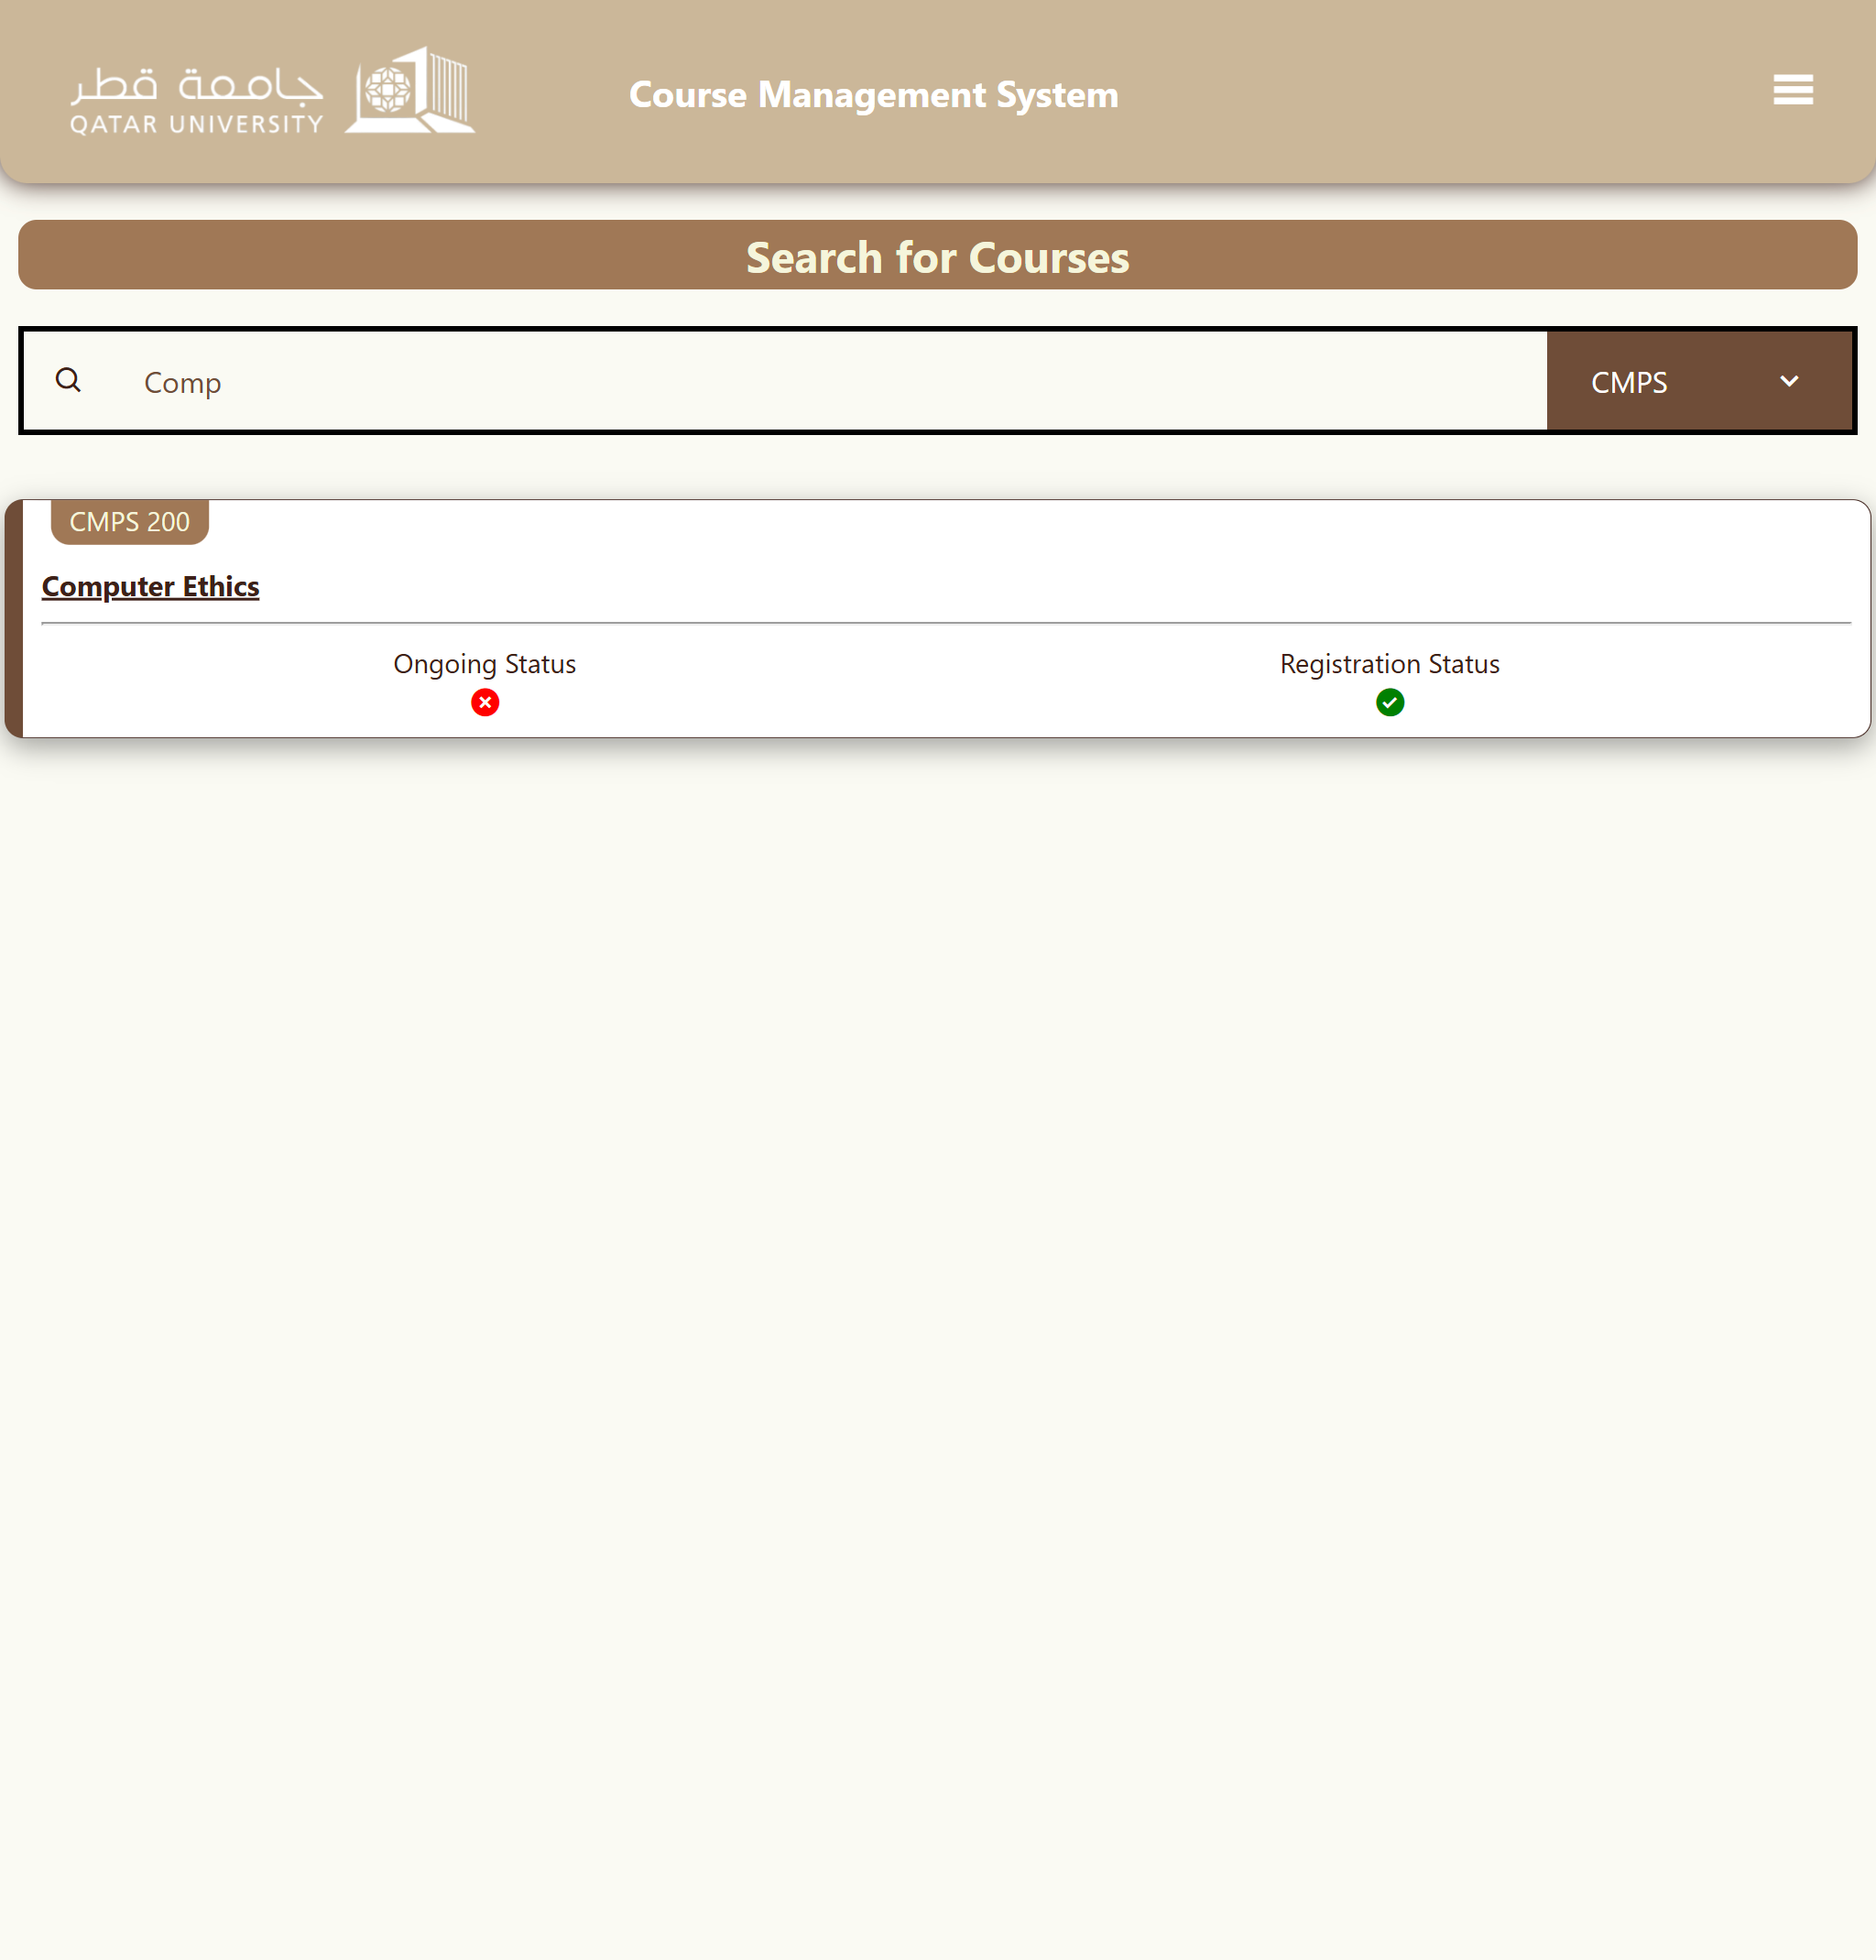 جامعة قطر
QATAR UNIVERSITY
Course Management System
Search for Courses
Comp
CMPS
CMPS 200
Computer Ethics
Ongoing Status
Registration Status